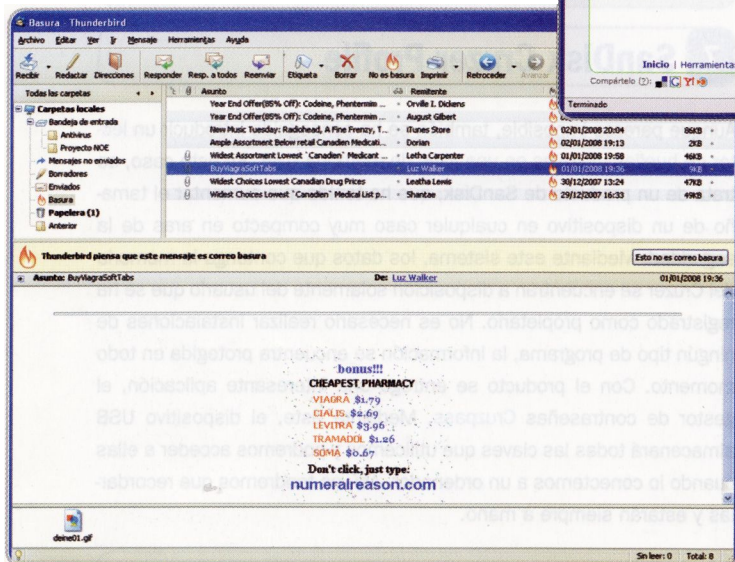 Basura - Thunderbird
Archivo Editar Ver Ir Mensaje Herramientas Ayuda
Recibir Redactar Direcciones Responder Resp. a todos Reenviar Etiqueta Borrar No es basura Imprimir Retroceder Avanzar
Inicio | Herramienta
Compártelo (?):
Terminado
Todas las carpetas
Carpetas locales
Bandeja de entrada
Antivirus
Proyecto NOE
Mensajes no enviados
Borradores
Enviados
Basura
Papelera (1)
Anterior
Asunto Remitente
Year End Offer(85% Off): Codeine, Phentermin ... Orville I. Dickens
Year End Offer(85% Off): Codeine, Phentermin ... August Gibert
New Music Tuesday: Radiohead, A Fine Frenzy, T... iTunes Store 02/01/2008 20:04 86KB
Ample Assortment Below retail Canadian Medicati... Dorian 02/01/2008 19:13 2KB
Widest Assortment Lowest `Canadien` Medicant ... Letha Carpenter 01/01/2008 19:58 46KB
BuyViagraSoftTabs Luz Walker 01/01/2008 19:36 9KB
Widest Choices Lowest Canadian Drug Prices Leatha Lewis 30/12/2007 13:24 47KB
Widest Choices Lowest `Canadien` Medical List p... Shantae 29/12/2007 16:31 49KB
Thunderbird piensa que este mensaje es correo basura
Esto no es correo basura
Asunto: BuyViagraSoftTabs De: Luz Walker 01/01/2008 19:36
bonus!!!
CHEAPEST PHARMACY
VIAGRA $1.79
CIALIS $2.69
LEVITRA $3.96
TRAMADOL $1.26
SOMA $0.67
Don't click, just type:
numeralreason.com
deine01.gif
Sin leer: 0 Total: 8